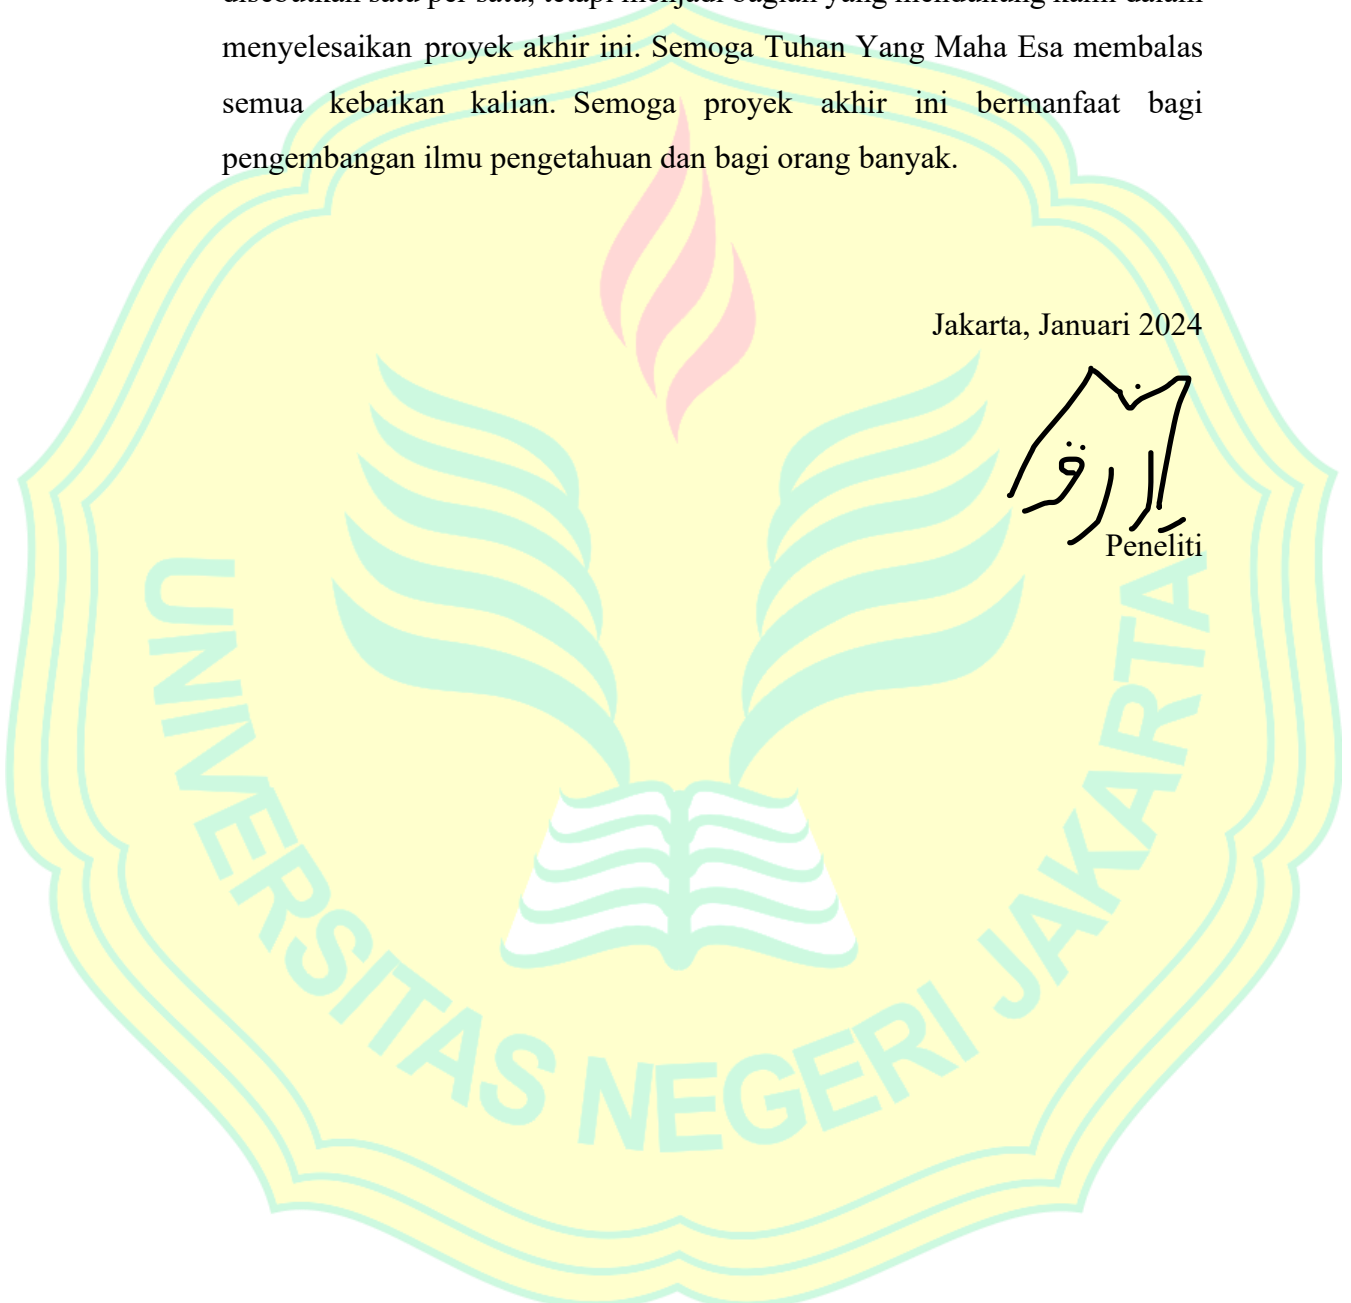 menyelesaikan proyek akhir ini. Semoga Tuhan Yang Maha Esa membalas
semua kebaikan kalian. Semoga proyek akhir ini bermanfaat bagi
pengembangan ilmu pengetahuan dan bagi orang banyak.
Jakarta, Januari 2024
Peneliti
UNIVERSITAS NEGERI JAKARTA